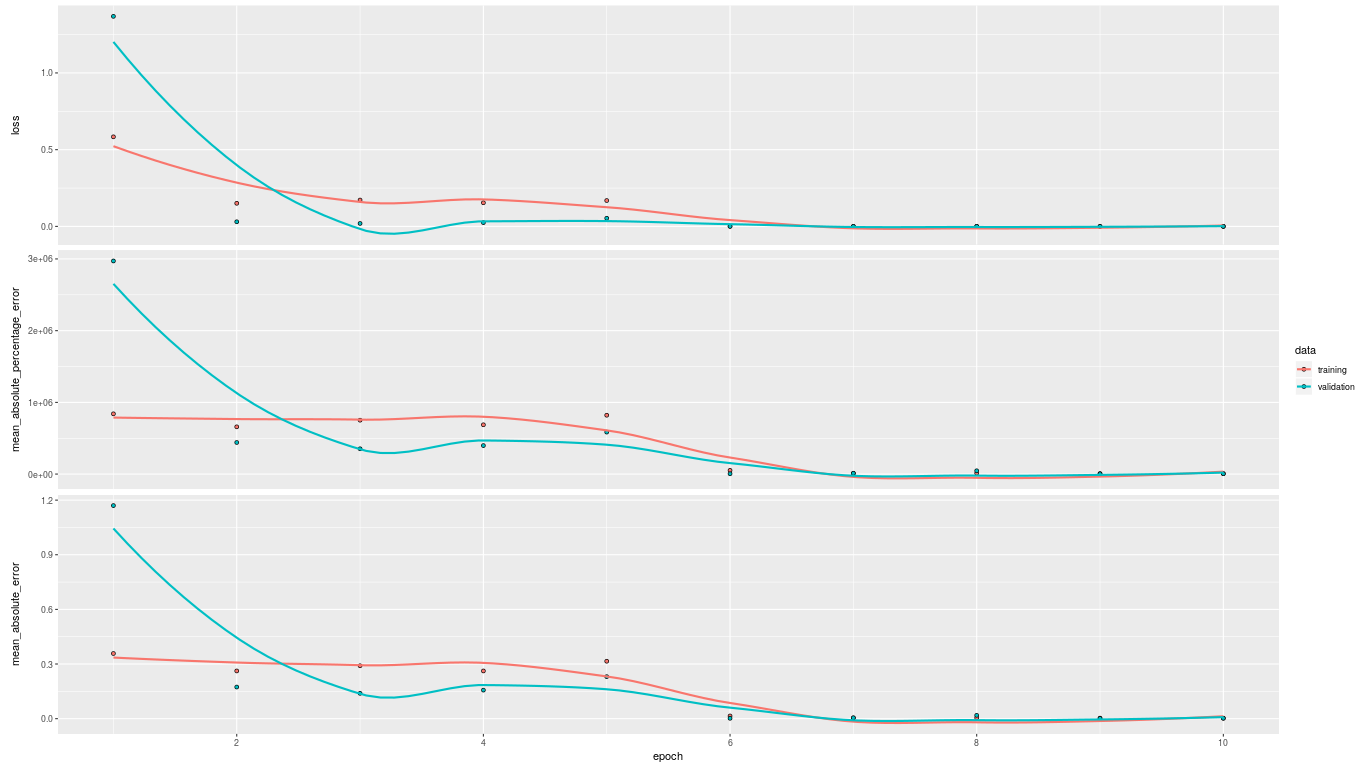 loss
1.0
0.5
0.0
mean_absolute_percentage_error
3e+06
2e+06
1e+06
0e+00
mean_absolute_error
1.2
0.9
0.6
0.3
0.0
2
4
6
8
10
epoch
data
training
validation